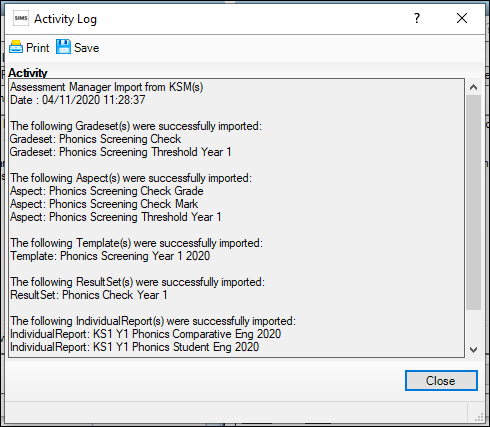 SIMS Activity Log ?
Print Save
Activity
Assessment Manager Import from KSM(s)
Date : 04/11/2020 11:28:37
The following Gradeset(s) were successfully imported:
Gradeset: Phonics Screening Check
Gradeset: Phonics Screening Threshold Year 1
The following Aspect(s) were successfully imported:
Aspect: Phonics Screening Check Grade
Aspect: Phonics Screening Check Mark
Aspect: Phonics Screening Threshold Year 1
The following Template(s) were successfully imported:
Template: Phonics Screening Year 1 2020
The following ResultSet(s) were successfully imported:
ResultSet: Phonics Check Year 1
The following IndividualReport(s) were successfully imported:
IndividualReport: KS1 Y1 Phonics Comparative Eng 2020
IndividualReport: KS1 Y1 Phonics Student Eng 2020
Close